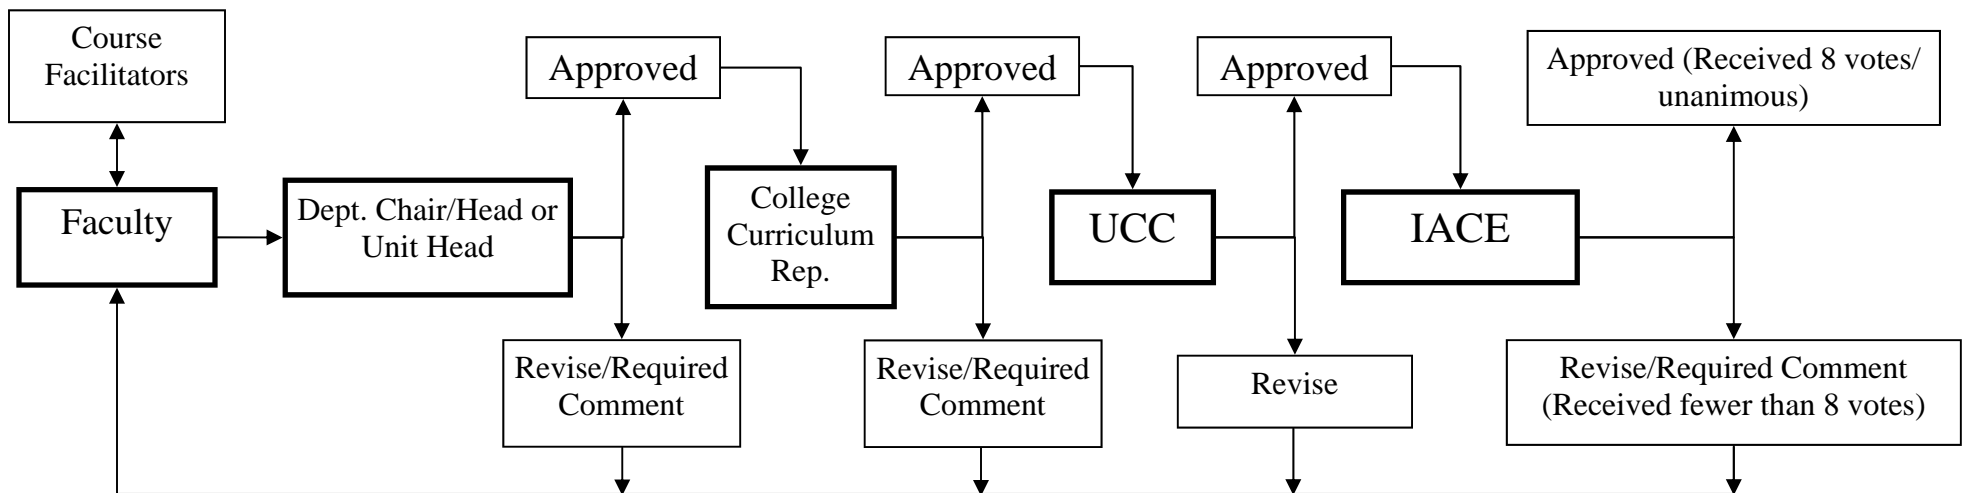 Course
Facilitators
Approved
Approved
Approved
Approved (Received 8 votes/
unanimous)
Faculty
Dept. Chair/Head or
Unit Head
College
Curriculum
Rep.
UCC
IACE
Revise/Required
Comment
Revise/Required
Comment
Revise
Revise/Required Comment
(Received fewer than 8 votes)